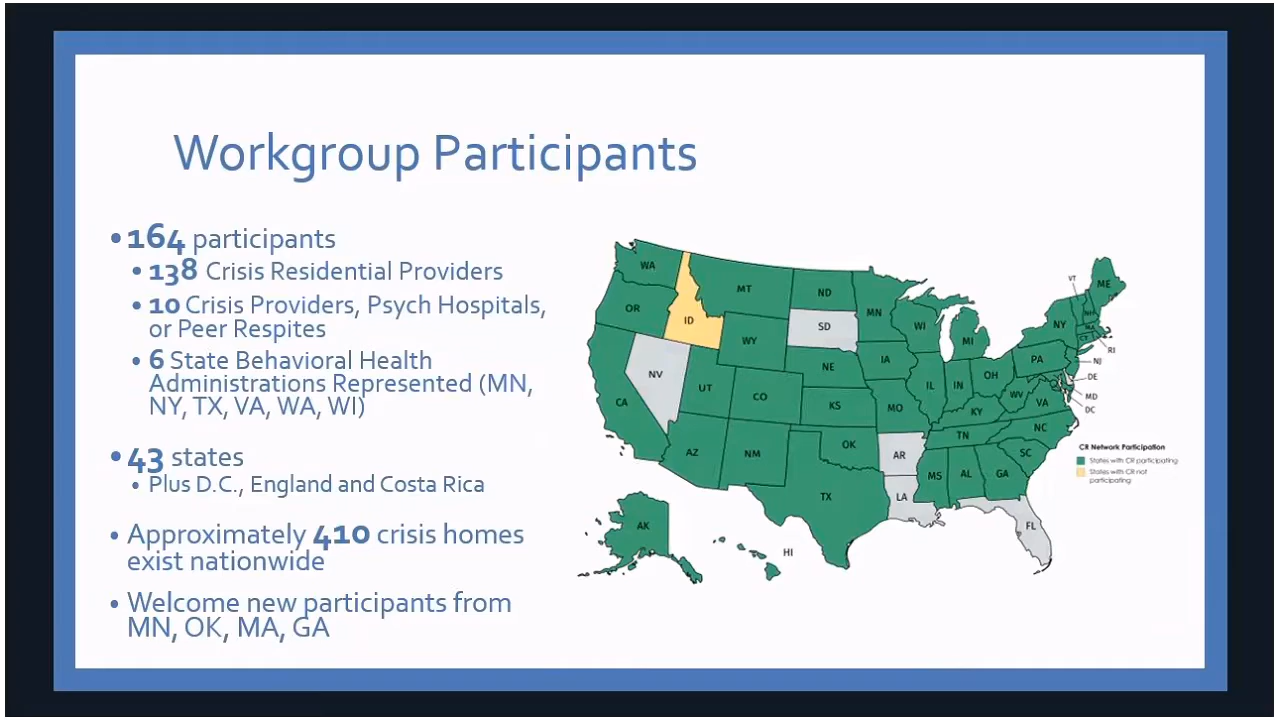 Workgroup Participants
• 164 participants
• 138 Crisis Residential Providers
• 10 Crisis Providers, Psych Hospitals,
or Peer Respites
• 6 State Behavioral Health
Administrations Represented (MN,
NY, TX, VA, WA, WI)
• 43 states
• Plus D.C., England and Costa Rica
• Approximately 410 crisis homes
exist nationwide
• Welcome new participants from
MN, OK, MA, GA
WA
OR
ID
MT
ND
SD
MN
WI
MI
WY
NV
UT
CA
CO
NE
IA
KS
MO
IL
IN
OH
KY
WV
VA
PA
NY
VT
NH
ME
MA
CT
RI
NJ
DE
MD
DC
AZ
NM
OK
AR
TN
NC
SC
MS
AL
GA
LA
TX
FL
AK
HI
CR Network Participation
States with CR participating
States with CR not
participating